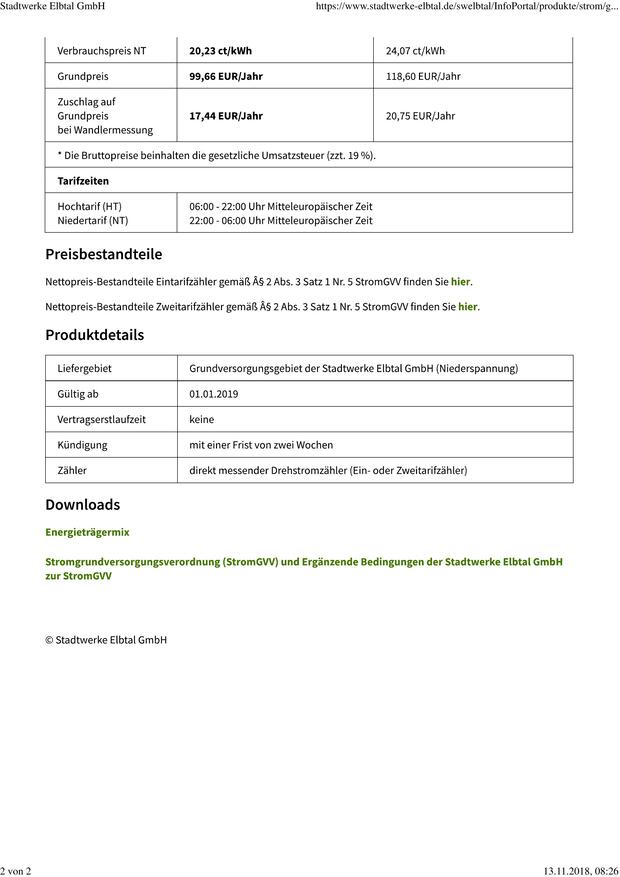 Stadtwerke Elbtal GmbH https://www.stadtwerke-elbtal.de/swelbtal/InfoPortal/produkte/strom/g...
Verbrauchspreis NT 20,23 ct/kWh 24,07 ct/kWh
Grundpreis 99,66 EUR/Jahr 118,60 EUR/Jahr
Zuschlag auf
Grundpreis 17,44 EUR/Jahr 20,75 EUR/Jahr
bei Wandlermessung
* Die Bruttopreise beinhalten die gesetzliche Umsatzsteuer (zzt. 19 %).
Tarifzeiten
Hochtarif (HT) 06:00 - 22:00 Uhr Mitteleuropäischer Zeit
Niedertarif (NT) 22:00 - 06:00 Uhr Mitteleuropäischer Zeit
Preisbestandteile
Nettopreis-Bestandteile Eintarifzähler gemäß Â§ 2 Abs. 3 Satz 1 Nr. 5 StromGVV finden Sie hier.
Nettopreis-Bestandteile Zweitarifzähler gemäß Â§ 2 Abs. 3 Satz 1 Nr. 5 StromGVV finden Sie hier.
Produktdetails
Liefergebiet Grundversorgungsgebiet der Stadtwerke Elbtal GmbH (Niederspannung)
Gültig ab 01.01.2019
Vertragserstlaufzeit keine
Kündigung mit einer Frist von zwei Wochen
Zähler direkt messender Drehstromzähler (Ein- oder Zweitarifzähler)
Downloads
Energieträgermix
Stromgrundversorgungsverordnung (StromGVV) und Ergänzende Bedingungen der Stadtwerke Elbtal GmbH
zur StromGVV
© Stadtwerke Elbtal GmbH
2 von 2 13.11.2018, 08:26